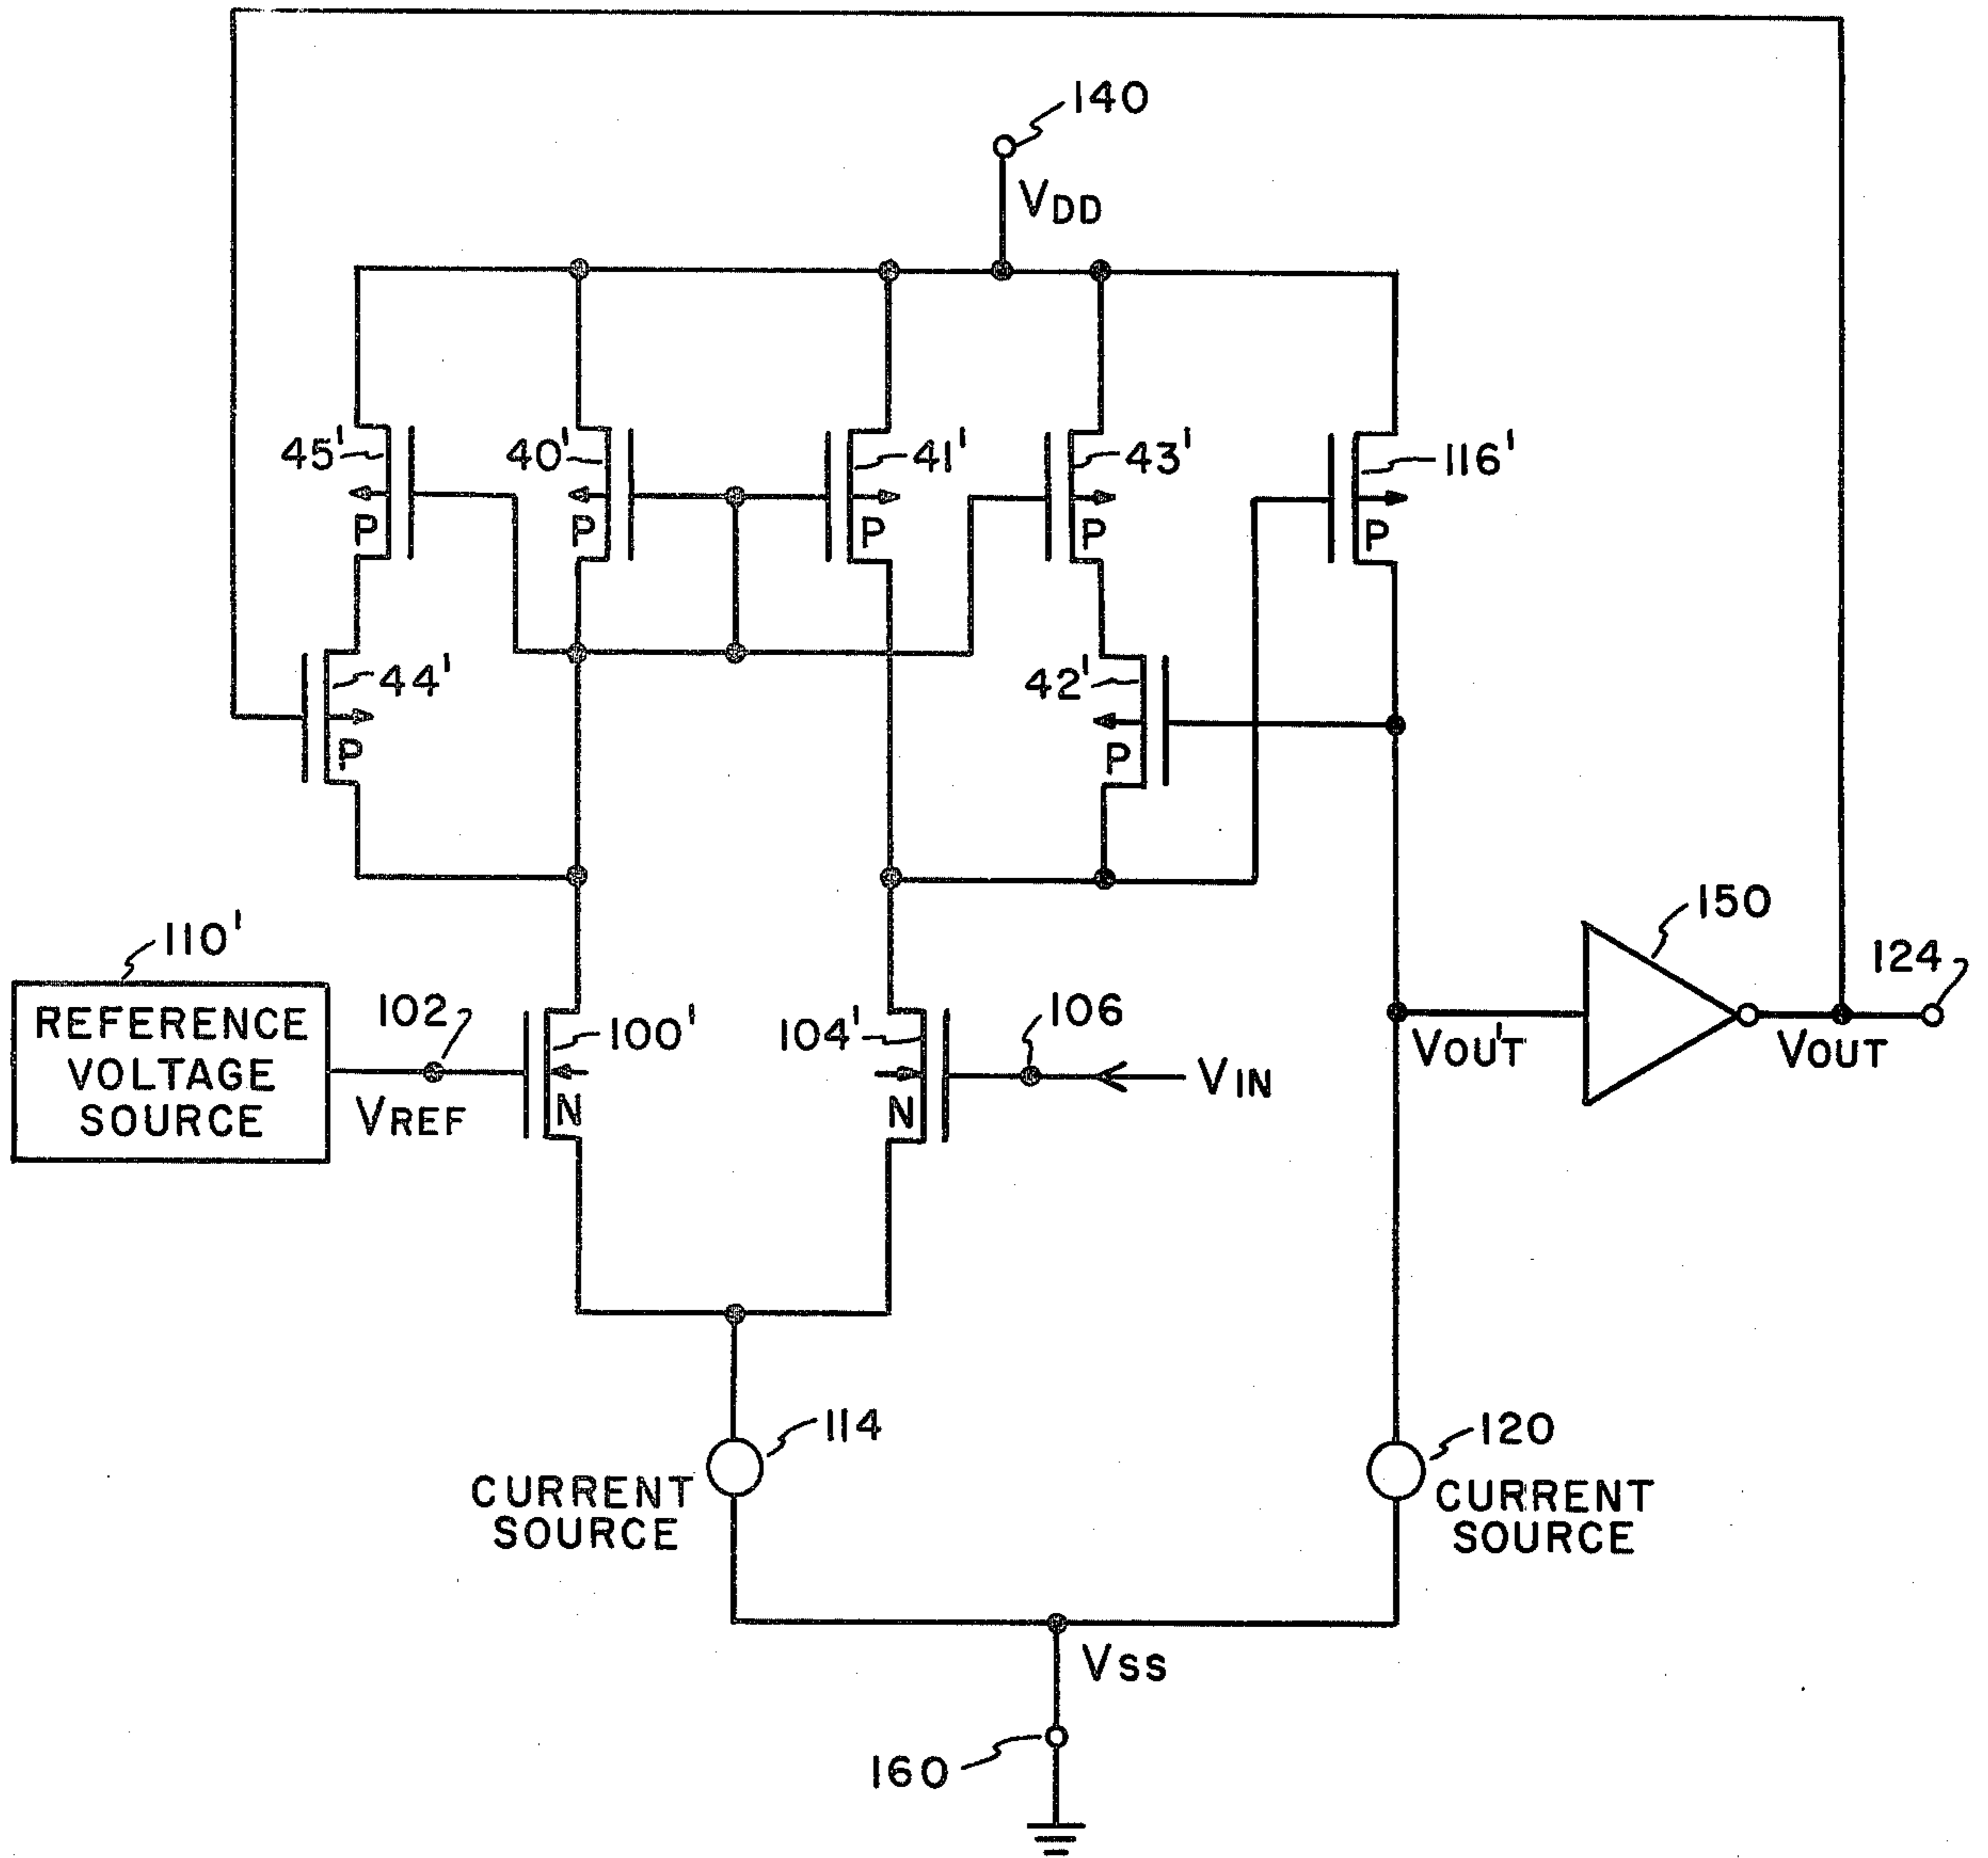 140
VDD
45'
40'
41'
43'
116'
P
P
P
P
P
44'
42'
P
P
110'
150
124
REFERENCE
VOLTAGE
SOURCE
102
100'
104'
106
VREF
N
N
VIN
VOUT'
VOUT
114
120
CURRENT
SOURCE
CURRENT
SOURCE
VSS
160